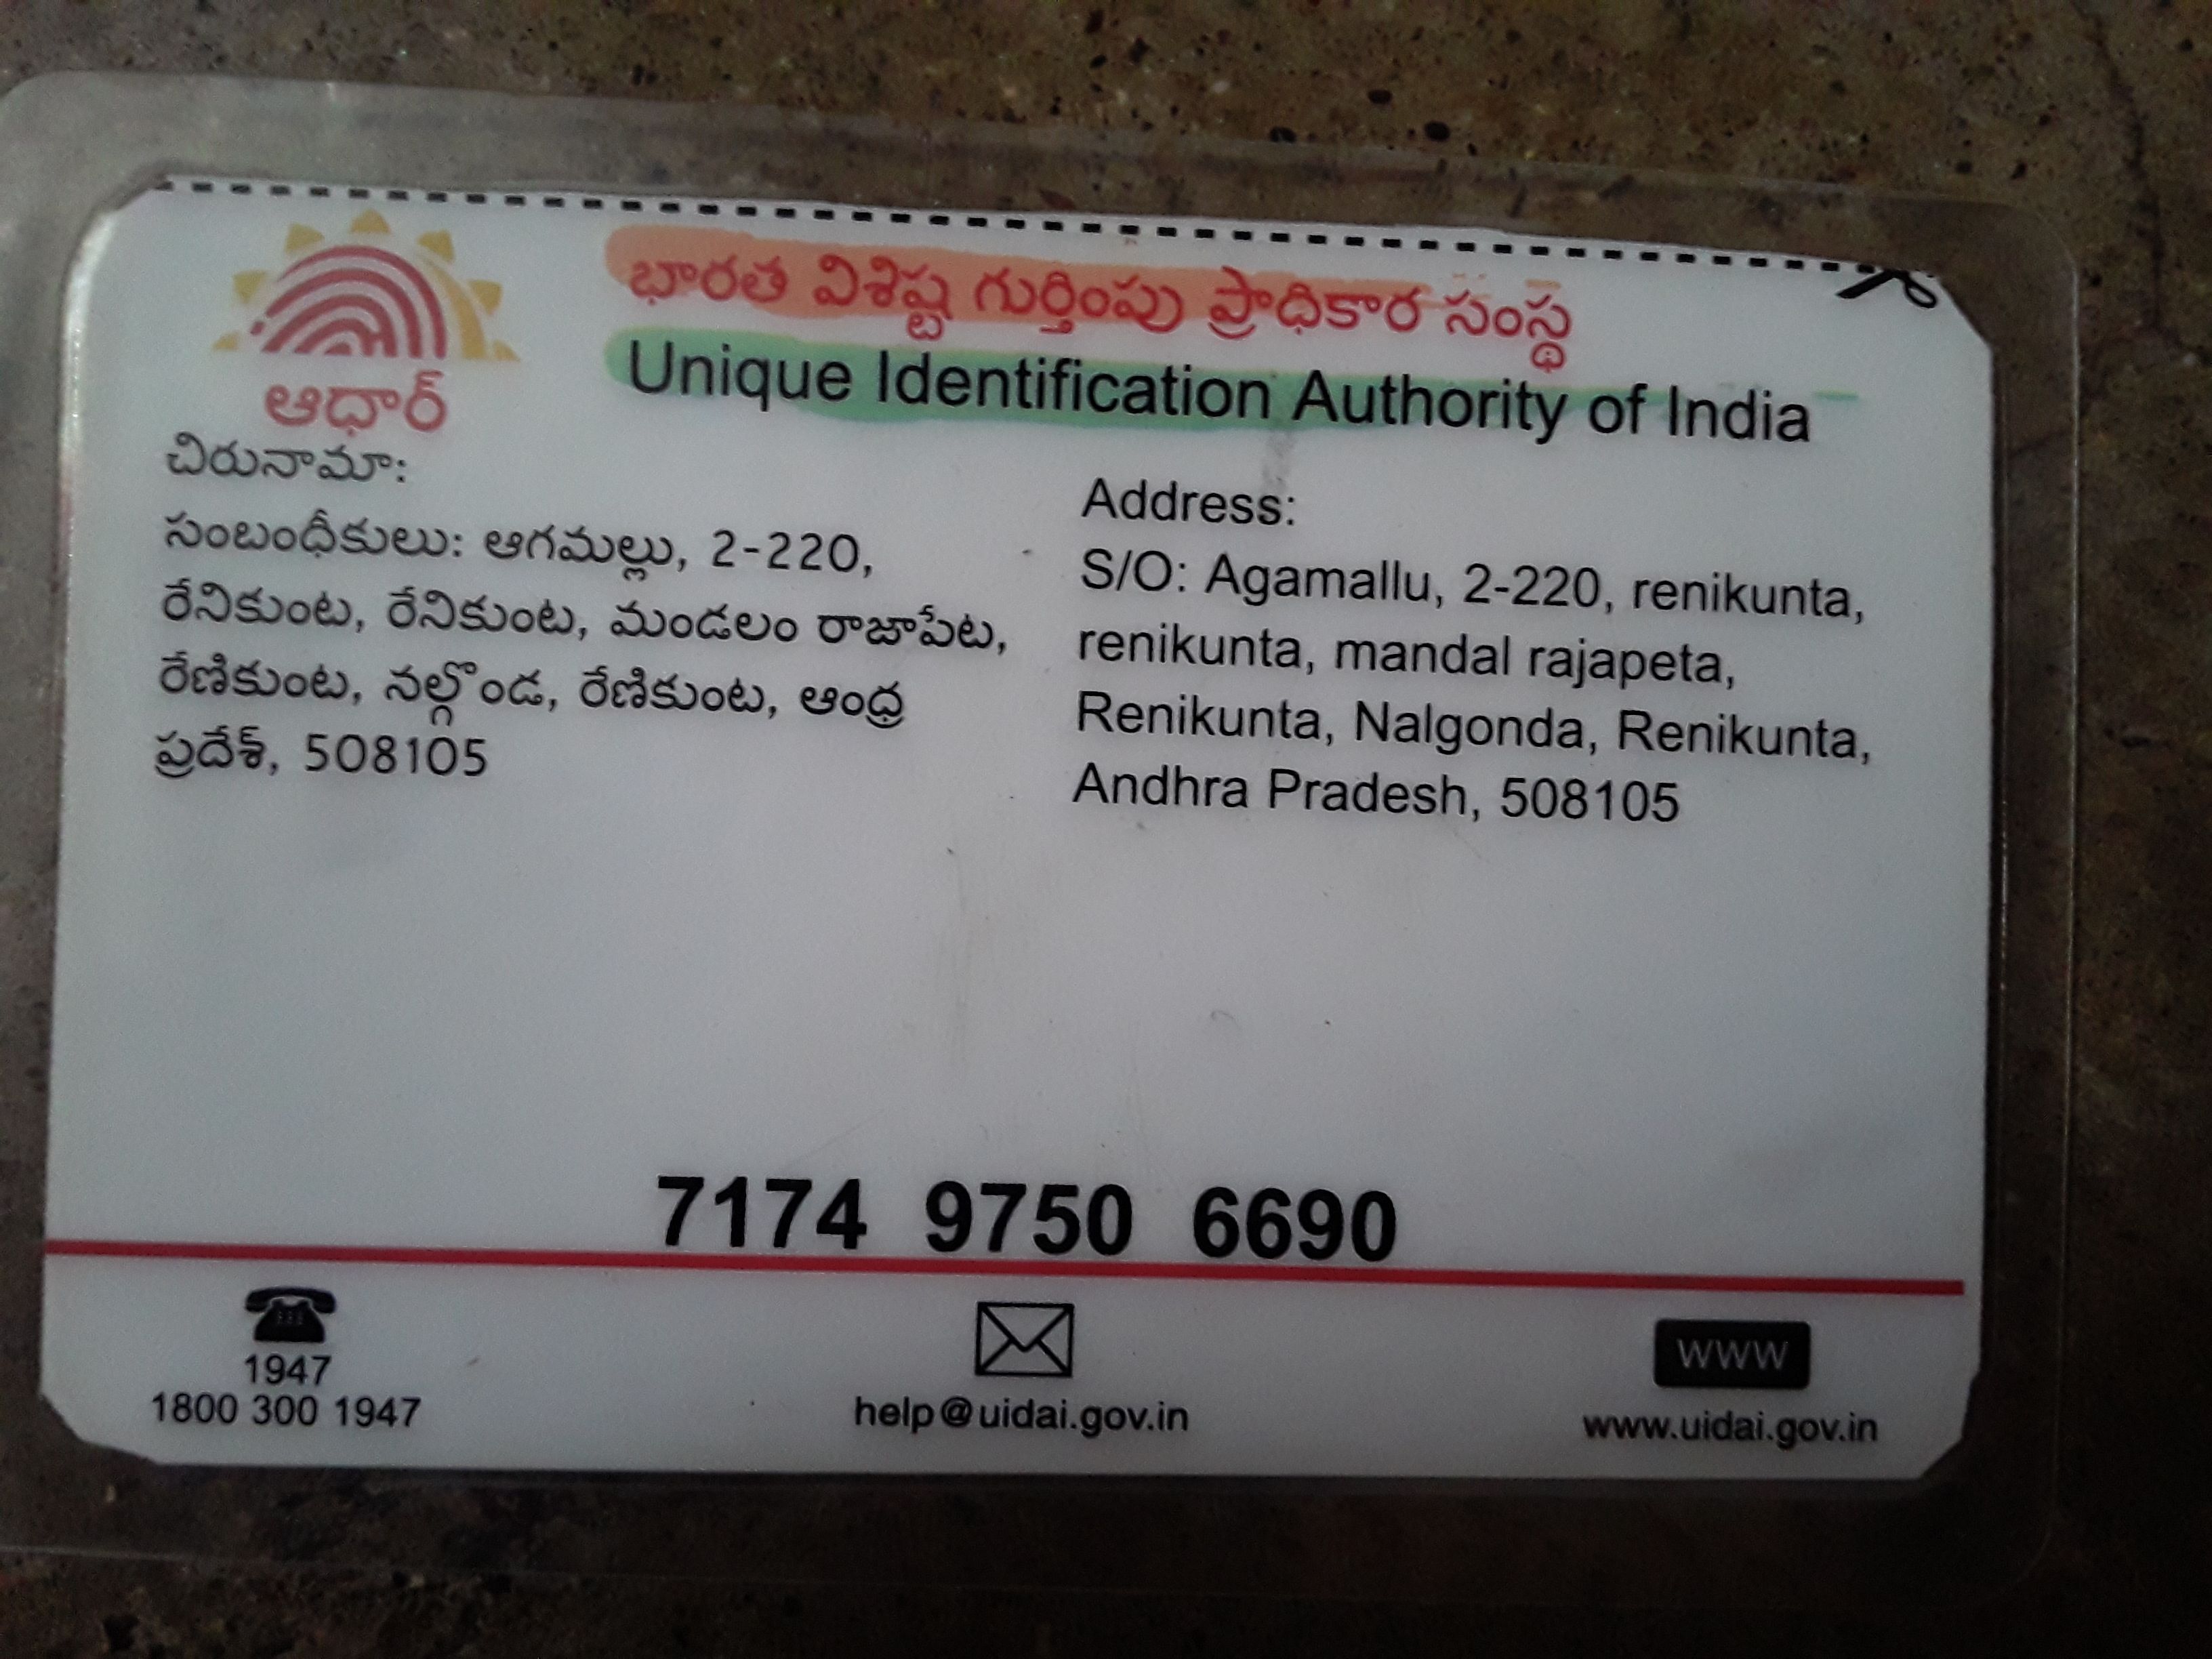 భారత విశిష్ట గుర్తింపు ప్రాధికార సంస్థ
Unique Identification Authority of India
ఆధార్
చిరునామా:
సంబంధీకులు: ఆగమల్లు, 2-220,
రేనికుంట, రేనికుంట, మండలం రాజాపేట,
రేణికుంట, నల్గొండ, రేణికుంట, ఆంధ్ర
ప్రదేశ్, 508105
Address:
S/O: Agamallu, 2-220, renikunta,
renikunta, mandal rajapeta,
Renikunta, Nalgonda, Renikunta,
Andhra Pradesh, 508105
7174 9750 6690
1947
1800 300 1947
help@uidai.gov.in
WWW
www.uidai.gov.in